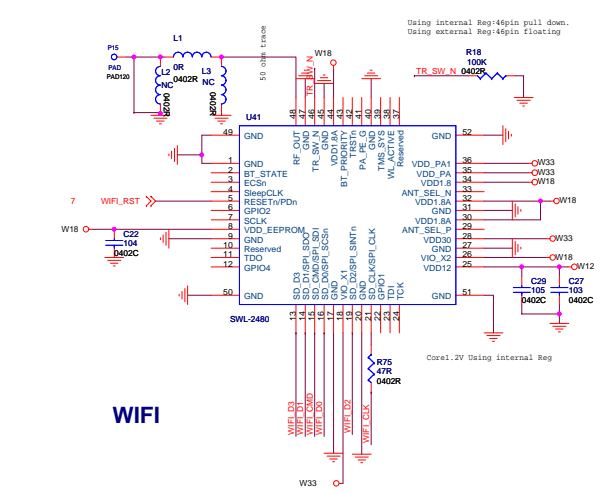 Using internal Reg:46pin pull down.
Using external Reg:46pin floating
P15
PAD
PAD120
L1
0R
0402R
L2
NC
0402R
L3
NC
0402R
50 ohm trace
TR_SW_N
W18
R18
100K
0402R
TR_SW_N
U41
48 RF_OUT
47 GND
46 TR_SW_N
45 GND
44 VDD1.8A
43 BT_PRIORITY
42 TRSTn
41 PA_PE_G
40 GND
39 TMS_SYS
38 WL_ACTIVE
37 Reserved
49 GND
1 GND
2 BT_STATE
3 ECSn
4 SleepCLK
5 RESETn/PDn
6 GPIO2
7 SCLK
8 VDD_EEPROM
9 GND
10 Reserved
11 TDO
12 GPIO4
50 GND
7 WIFI_RST
W18
C22
104
0402C
GND 52
VDD_PA1 36 W33
VDD_PA 35 W33
VDD1.8 34 W18
ANT_SEL_N 33
VDD1.8A 32 W18
GND 31
VDD1.8A 30
ANT_SEL_P 29
VDD30 28 W33
GND 27
VIO_X2 26 W18
VDD12 25 W12
GND 51
C29
105
0402C
C27
103
0402C
SWL-2480
13 SD_D3
14 SD_D1/SPI_SDO
15 SD_CMD/SPI_SDI
16 SD_D0/SPI_SCSn
17 GND
18 VIO_X1
19 SD_D2/SPI_SINTn
20 GND
21 SD_CLK/SPI_CLK
22 GPIO1
23 TDI
24 TCK
Core1.2V Using internal Reg
R75
47R
0402R
WIFI_D3
WIFI_D1
WIFI_CMD
WIFI_D0
WIFI_D2
WIFI_CLK
WIFI
W33